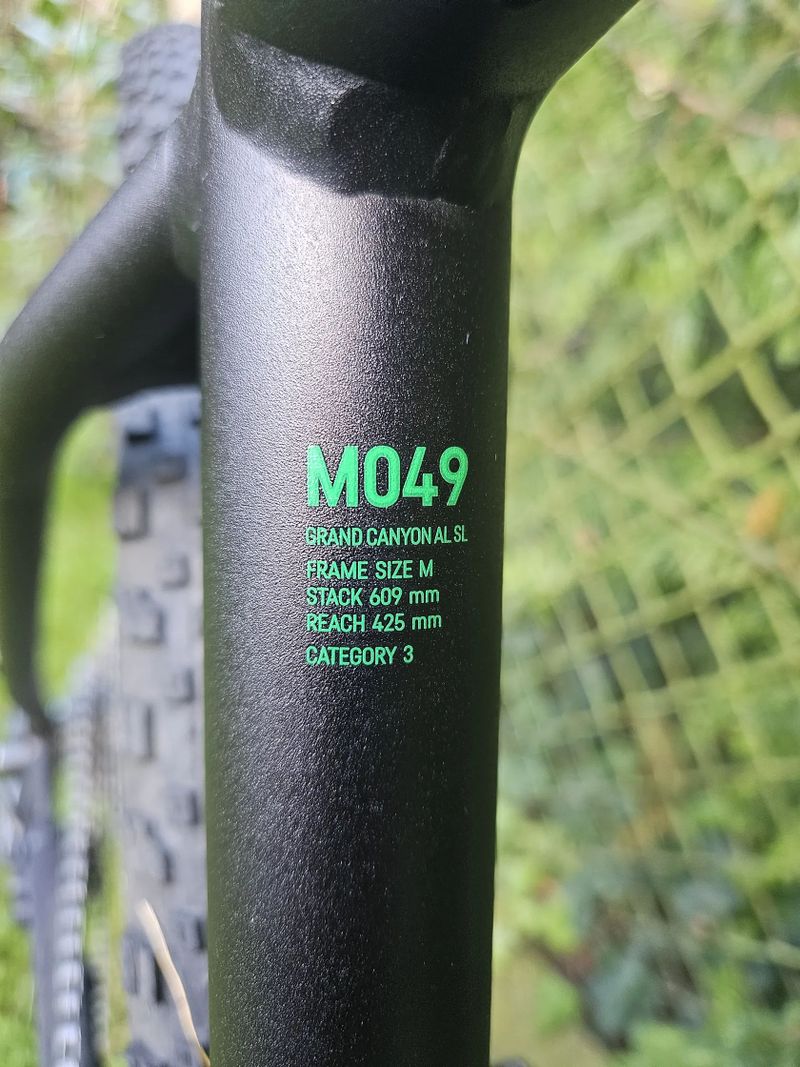 M049
GRAND CANYON AL SL
FRAME SIZE M
STACK 609 mm
REACH 425 mm
CATEGORY 3